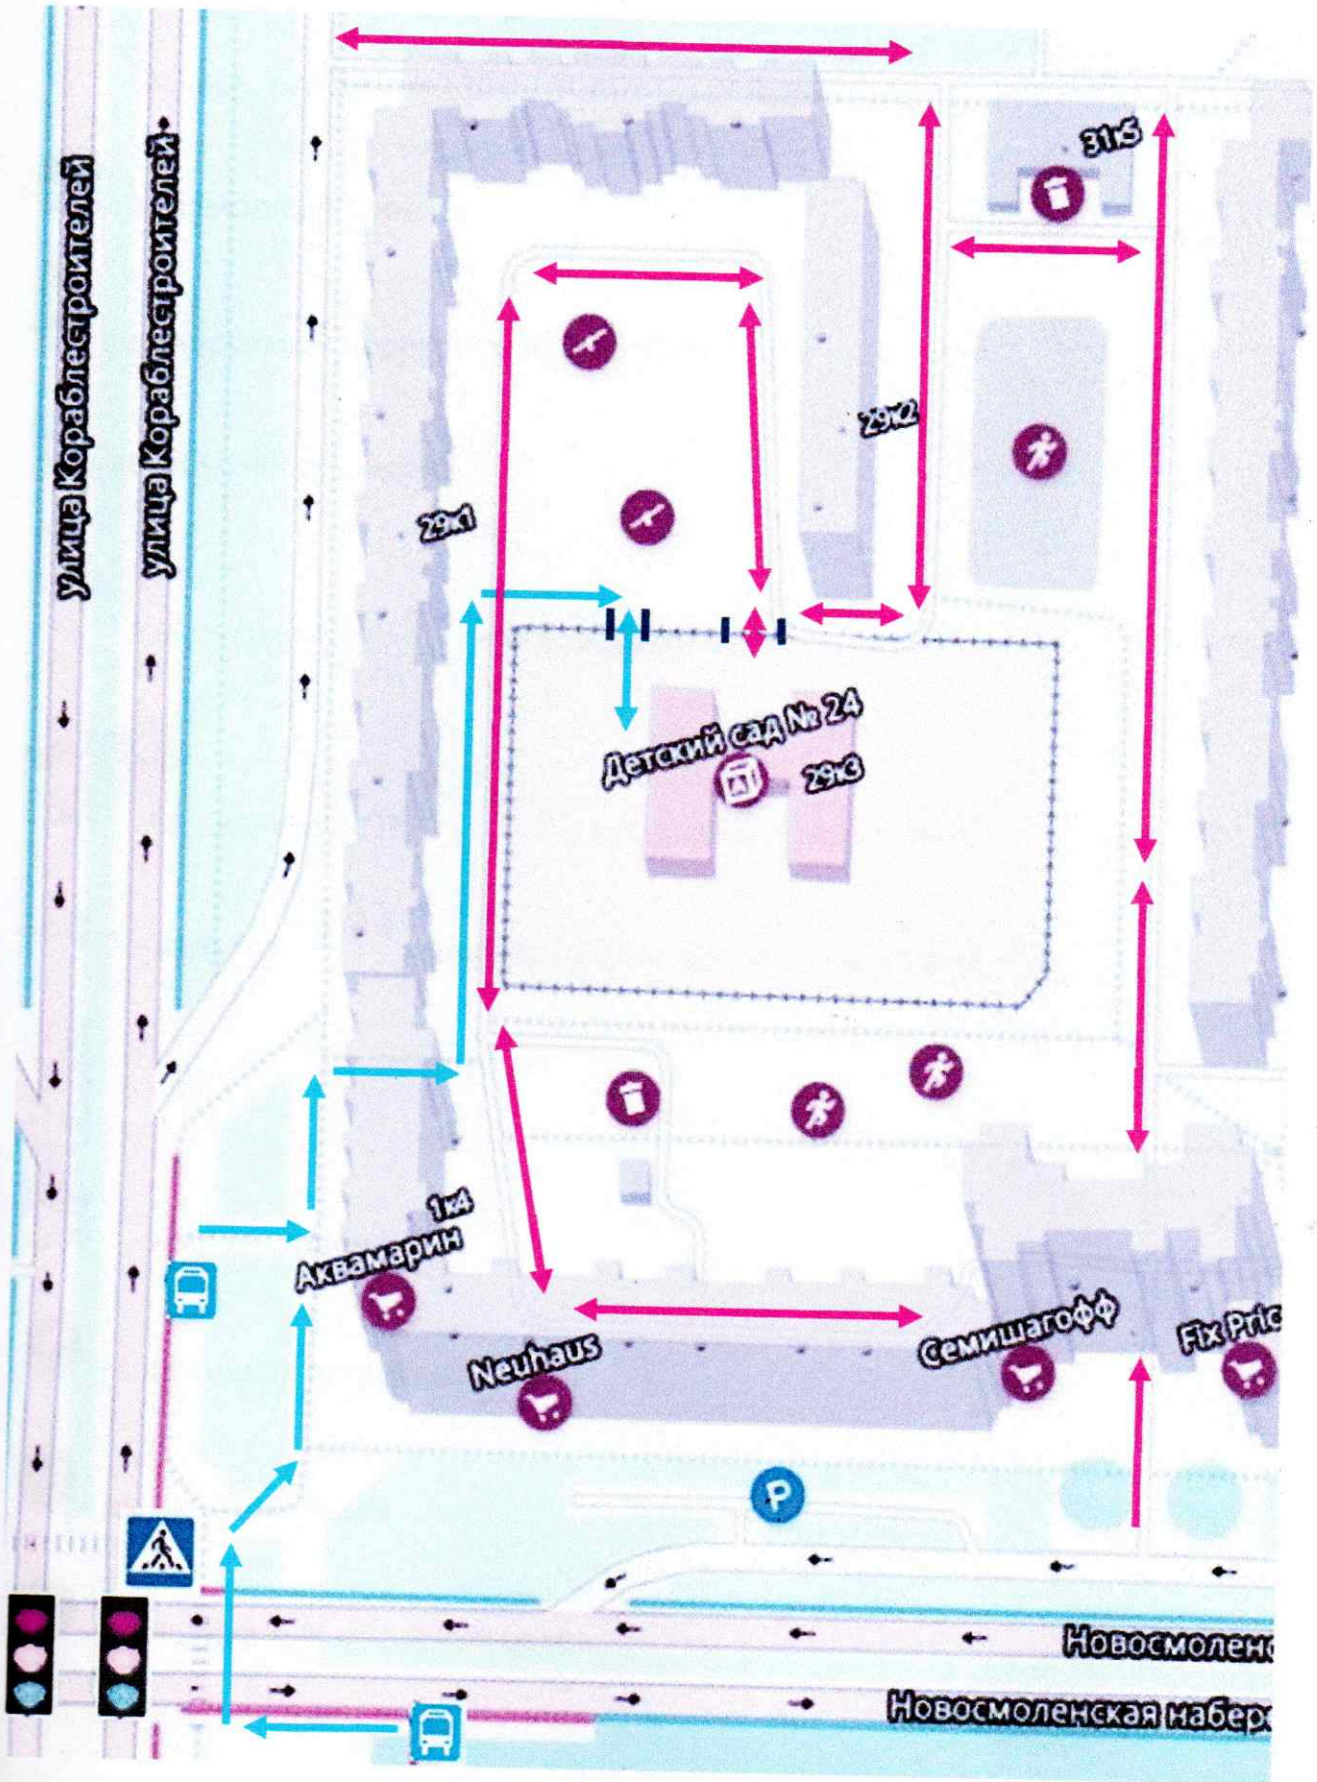 улица Кораблестроителей
улица Кораблестроителей
31к5
29к2
29к1
Детский сад № 24
29к3
1к4
Аквамарин
Neuhaus
Семишагофф
Fix Pric
P
Новосмоленс
Новосмоленская набере